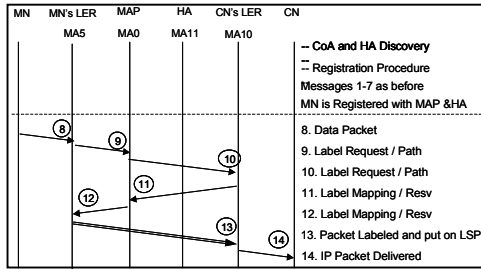 MN MN's LER MAP HA CN's LER CN
MA5 MA0 MA11 MA10
-- CoA and HA Discovery
--
-- Registration Procedure
Messages 1-7 as before
MN is Registered with MAP &HA
8 8. Data Packet
9 9. Label Request / Path
10 10. Label Request / Path
11 11. Label Mapping / Resv
12 12. Label Mapping / Resv
13 13. Packet Labeled and put on LSP
14 14. IP Packet Delivered